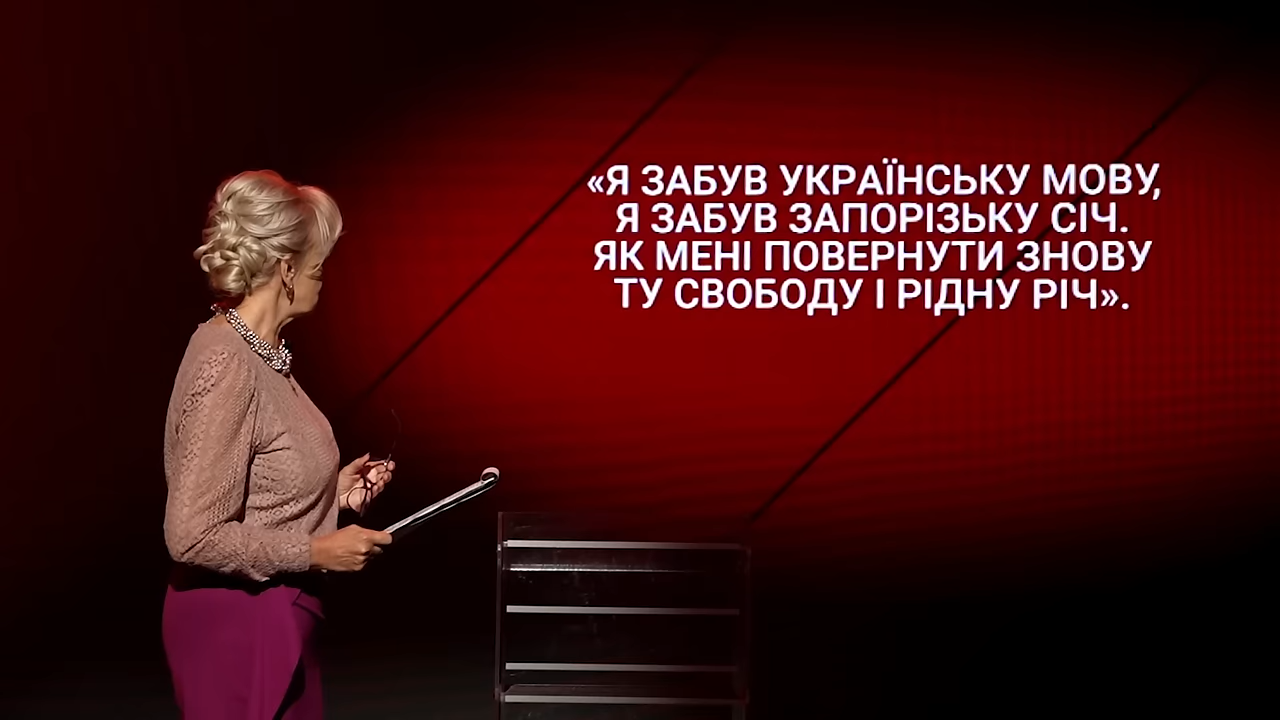 «Я ЗАБУВ УКРАЇНСЬКУ МОВУ,
Я ЗАБУВ ЗАПОРІЗЬКУ СІЧ.
ЯК МЕНІ ПОВЕРНУТИ ЗНОВУ
ТУ СВОБОДУ І РІДНУ РІЧ».